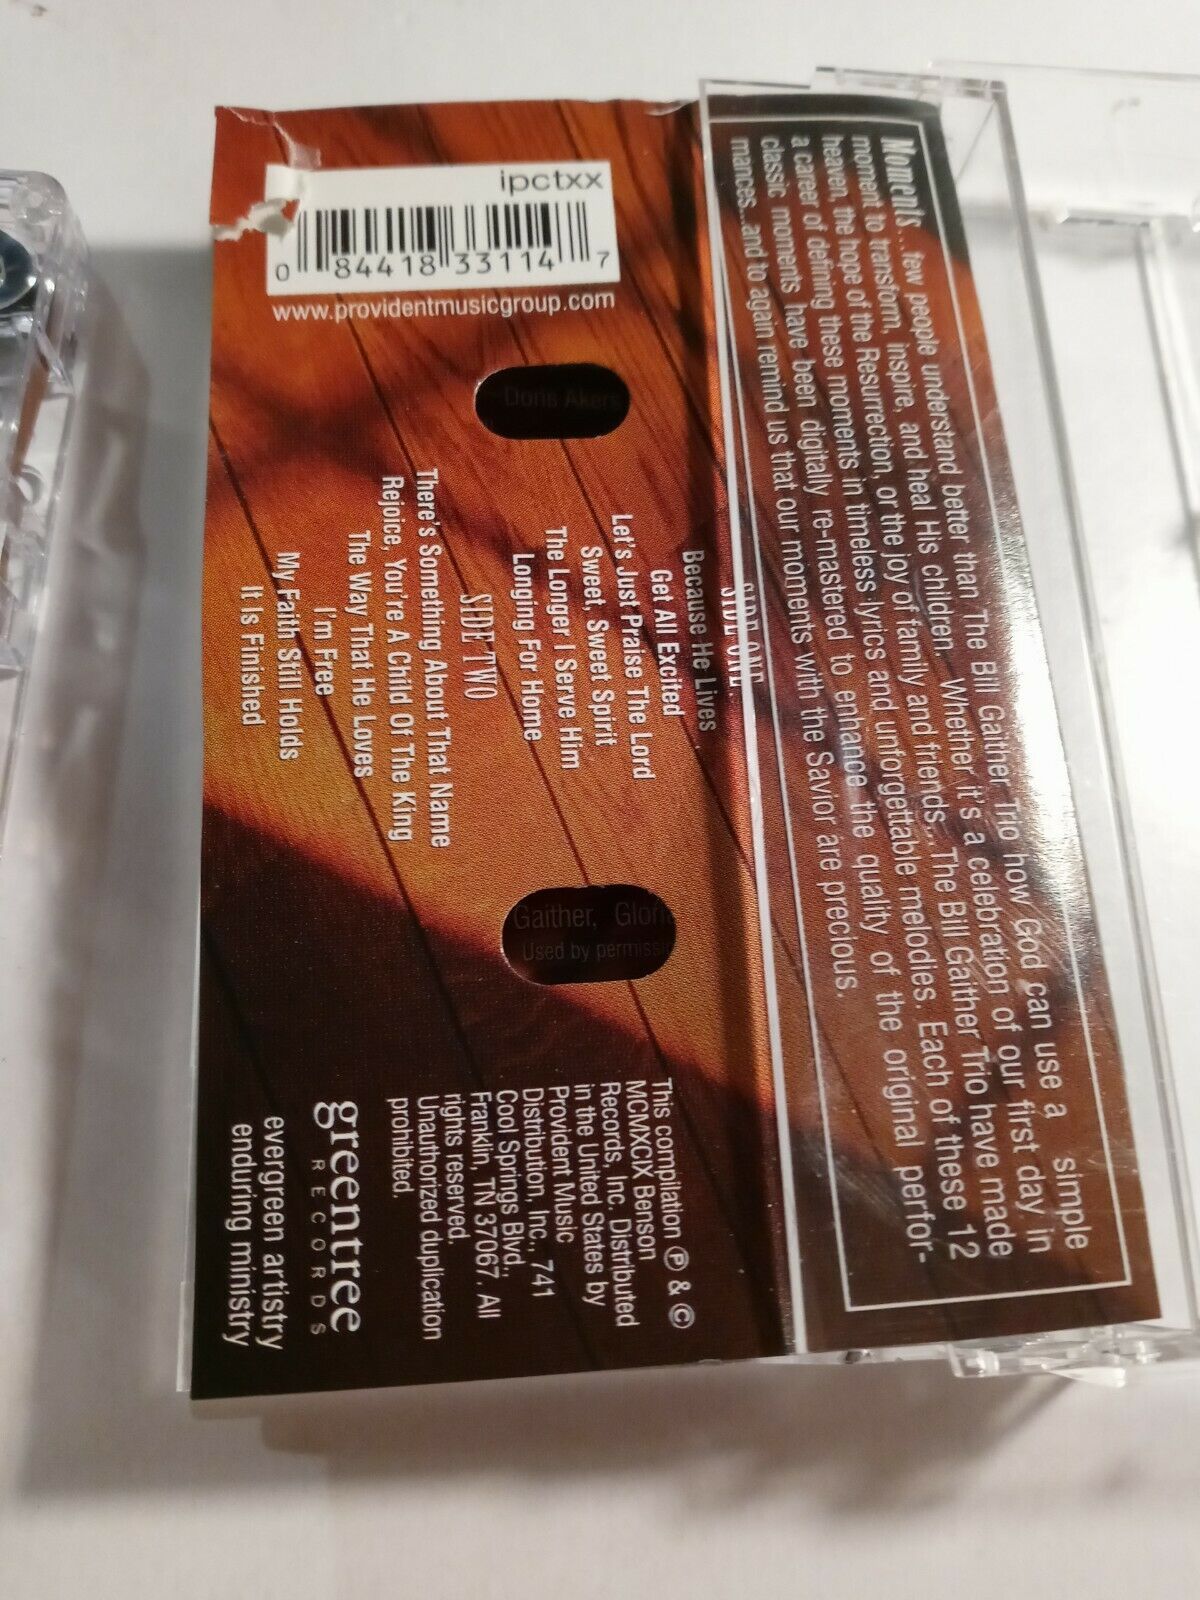 Moments...few people understand better than The Bill Gaither Trio how God can use a simple
moment to transform, inspire, and heal His children. Whether it's a celebration of our first day in
heaven, the hope of the Resurrection, or the joy of family and friends...The Bill Gaither Trio have made
a career of defining these moments in timeless lyrics and unforgettable melodies. Each of these 12
classic moments have been digitally re-mastered to enhance the quality of the original perfor-
mances...and to again remind us that our moments with the Savior are precious.
SIDE ONE
Because He Lives
Get All Excited
Let's Just Praise The Lord
Sweet, Sweet Spirit
The Longer I Serve Him
Longing For Home
SIDE TWO
There's Something About That Name
Rejoice, You're A Child Of The King
The Way That He Loves
I'm Free
My Faith Still Holds
It Is Finished
ipctxx
0 84418 33114 7
www.providentmusicgroup.com
Doris Akers
Gaither, Gloria
Used by
This compilation ℗ & ©
MCMXCIX Benson
Records, Inc. Distributed
in the United States by
Provident Music
Distribution, Inc., 741
Cool Springs Blvd.,
Franklin, TN 37067. All
rights reserved.
Unauthorized duplication
prohibited.
greentree
RECORDS
evergreen artistry
enduring ministry